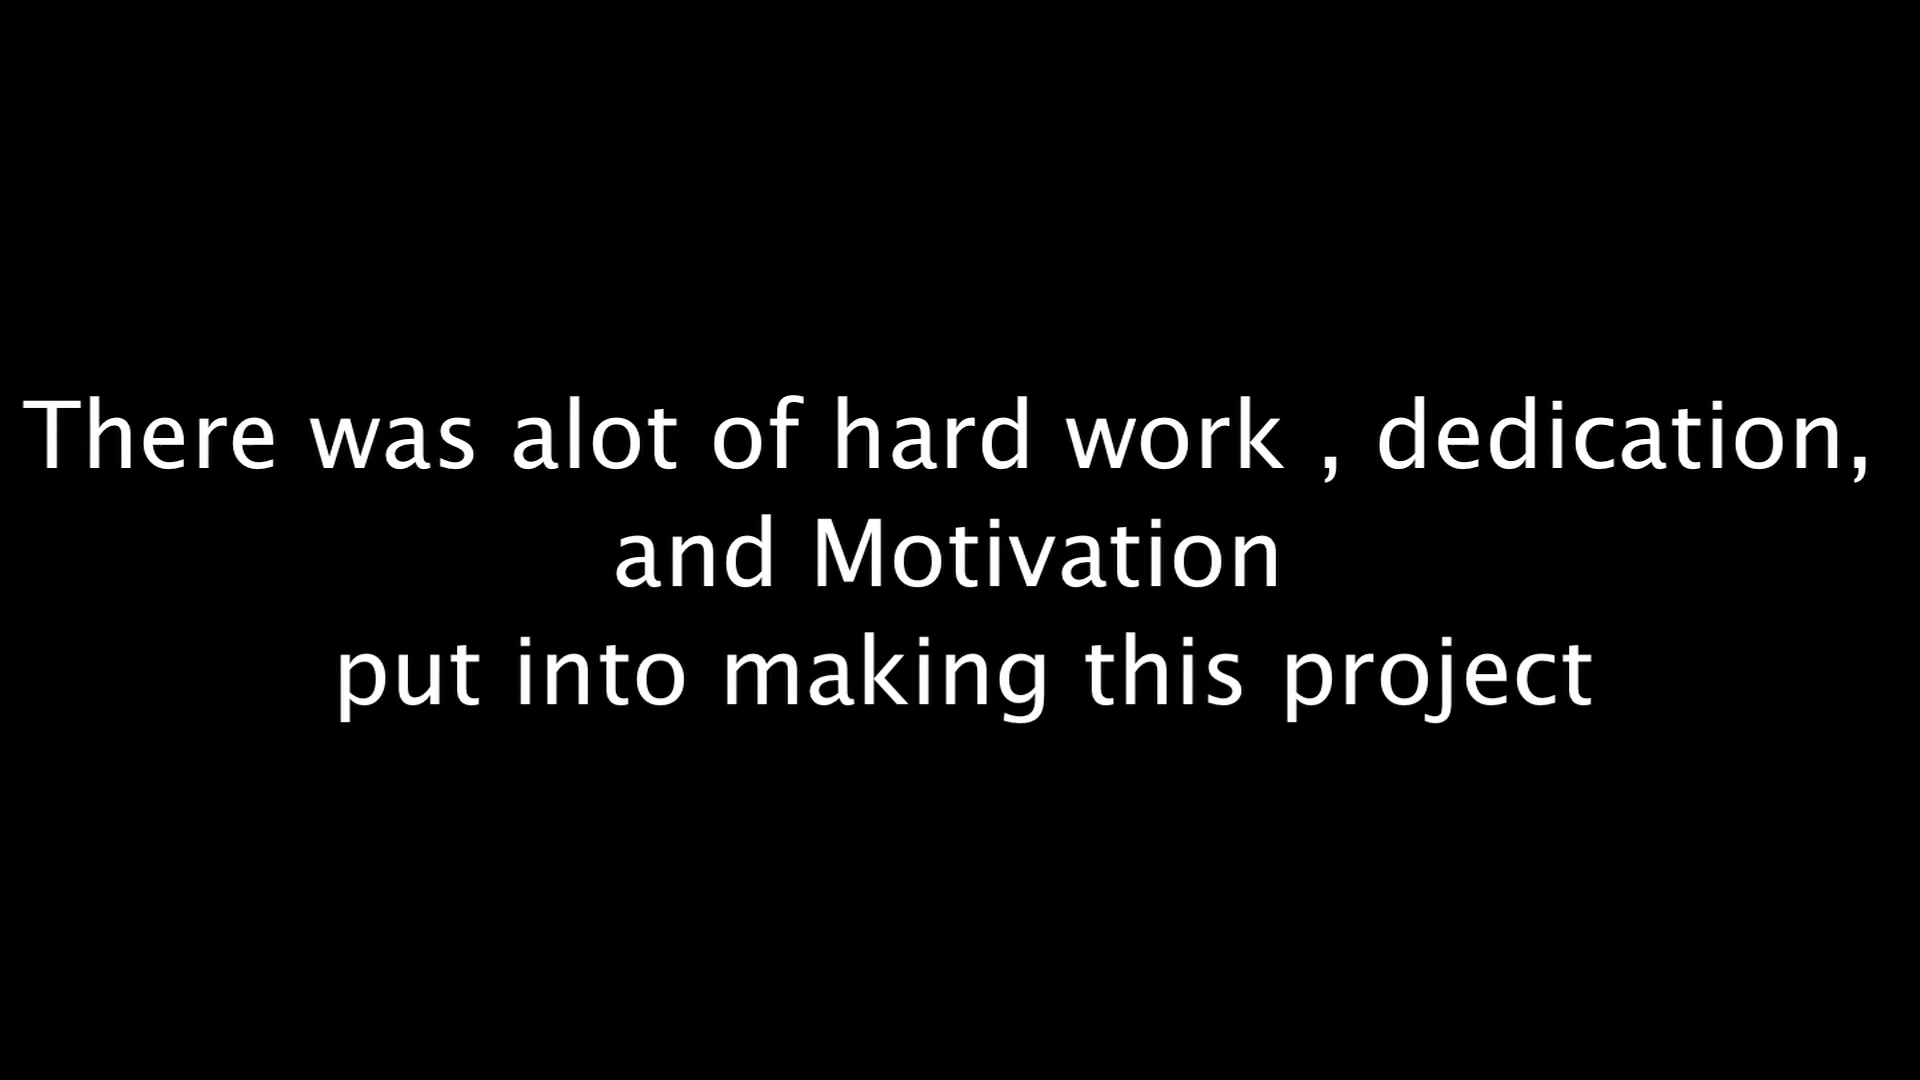 There was alot of hard work , dedication,
and Motivation
put into making this project